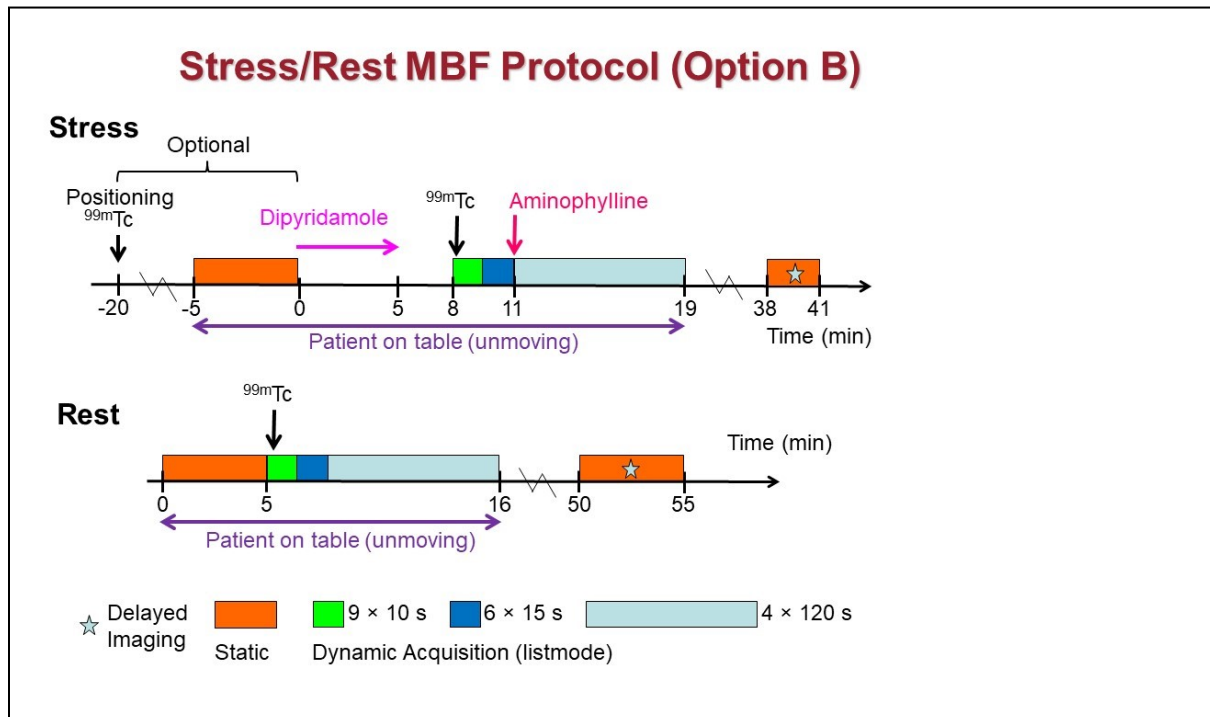 Stress/Rest MBF Protocol (Option B)
Stress
Optional
Positioning
⁹⁹ᵐTc
Dipyridamole
⁹⁹ᵐTc
Aminophylline
-20 -5 0 5 8 11 19 38 41
Patient on table (unmoving)
Time (min)
⁹⁹ᵐTc
Rest
Time (min)
0 5 16 50 55
Patient on table (unmoving)
Delayed
Imaging
Static
9 × 10 s
6 × 15 s
4 × 120 s
Dynamic Acquisition (listmode)